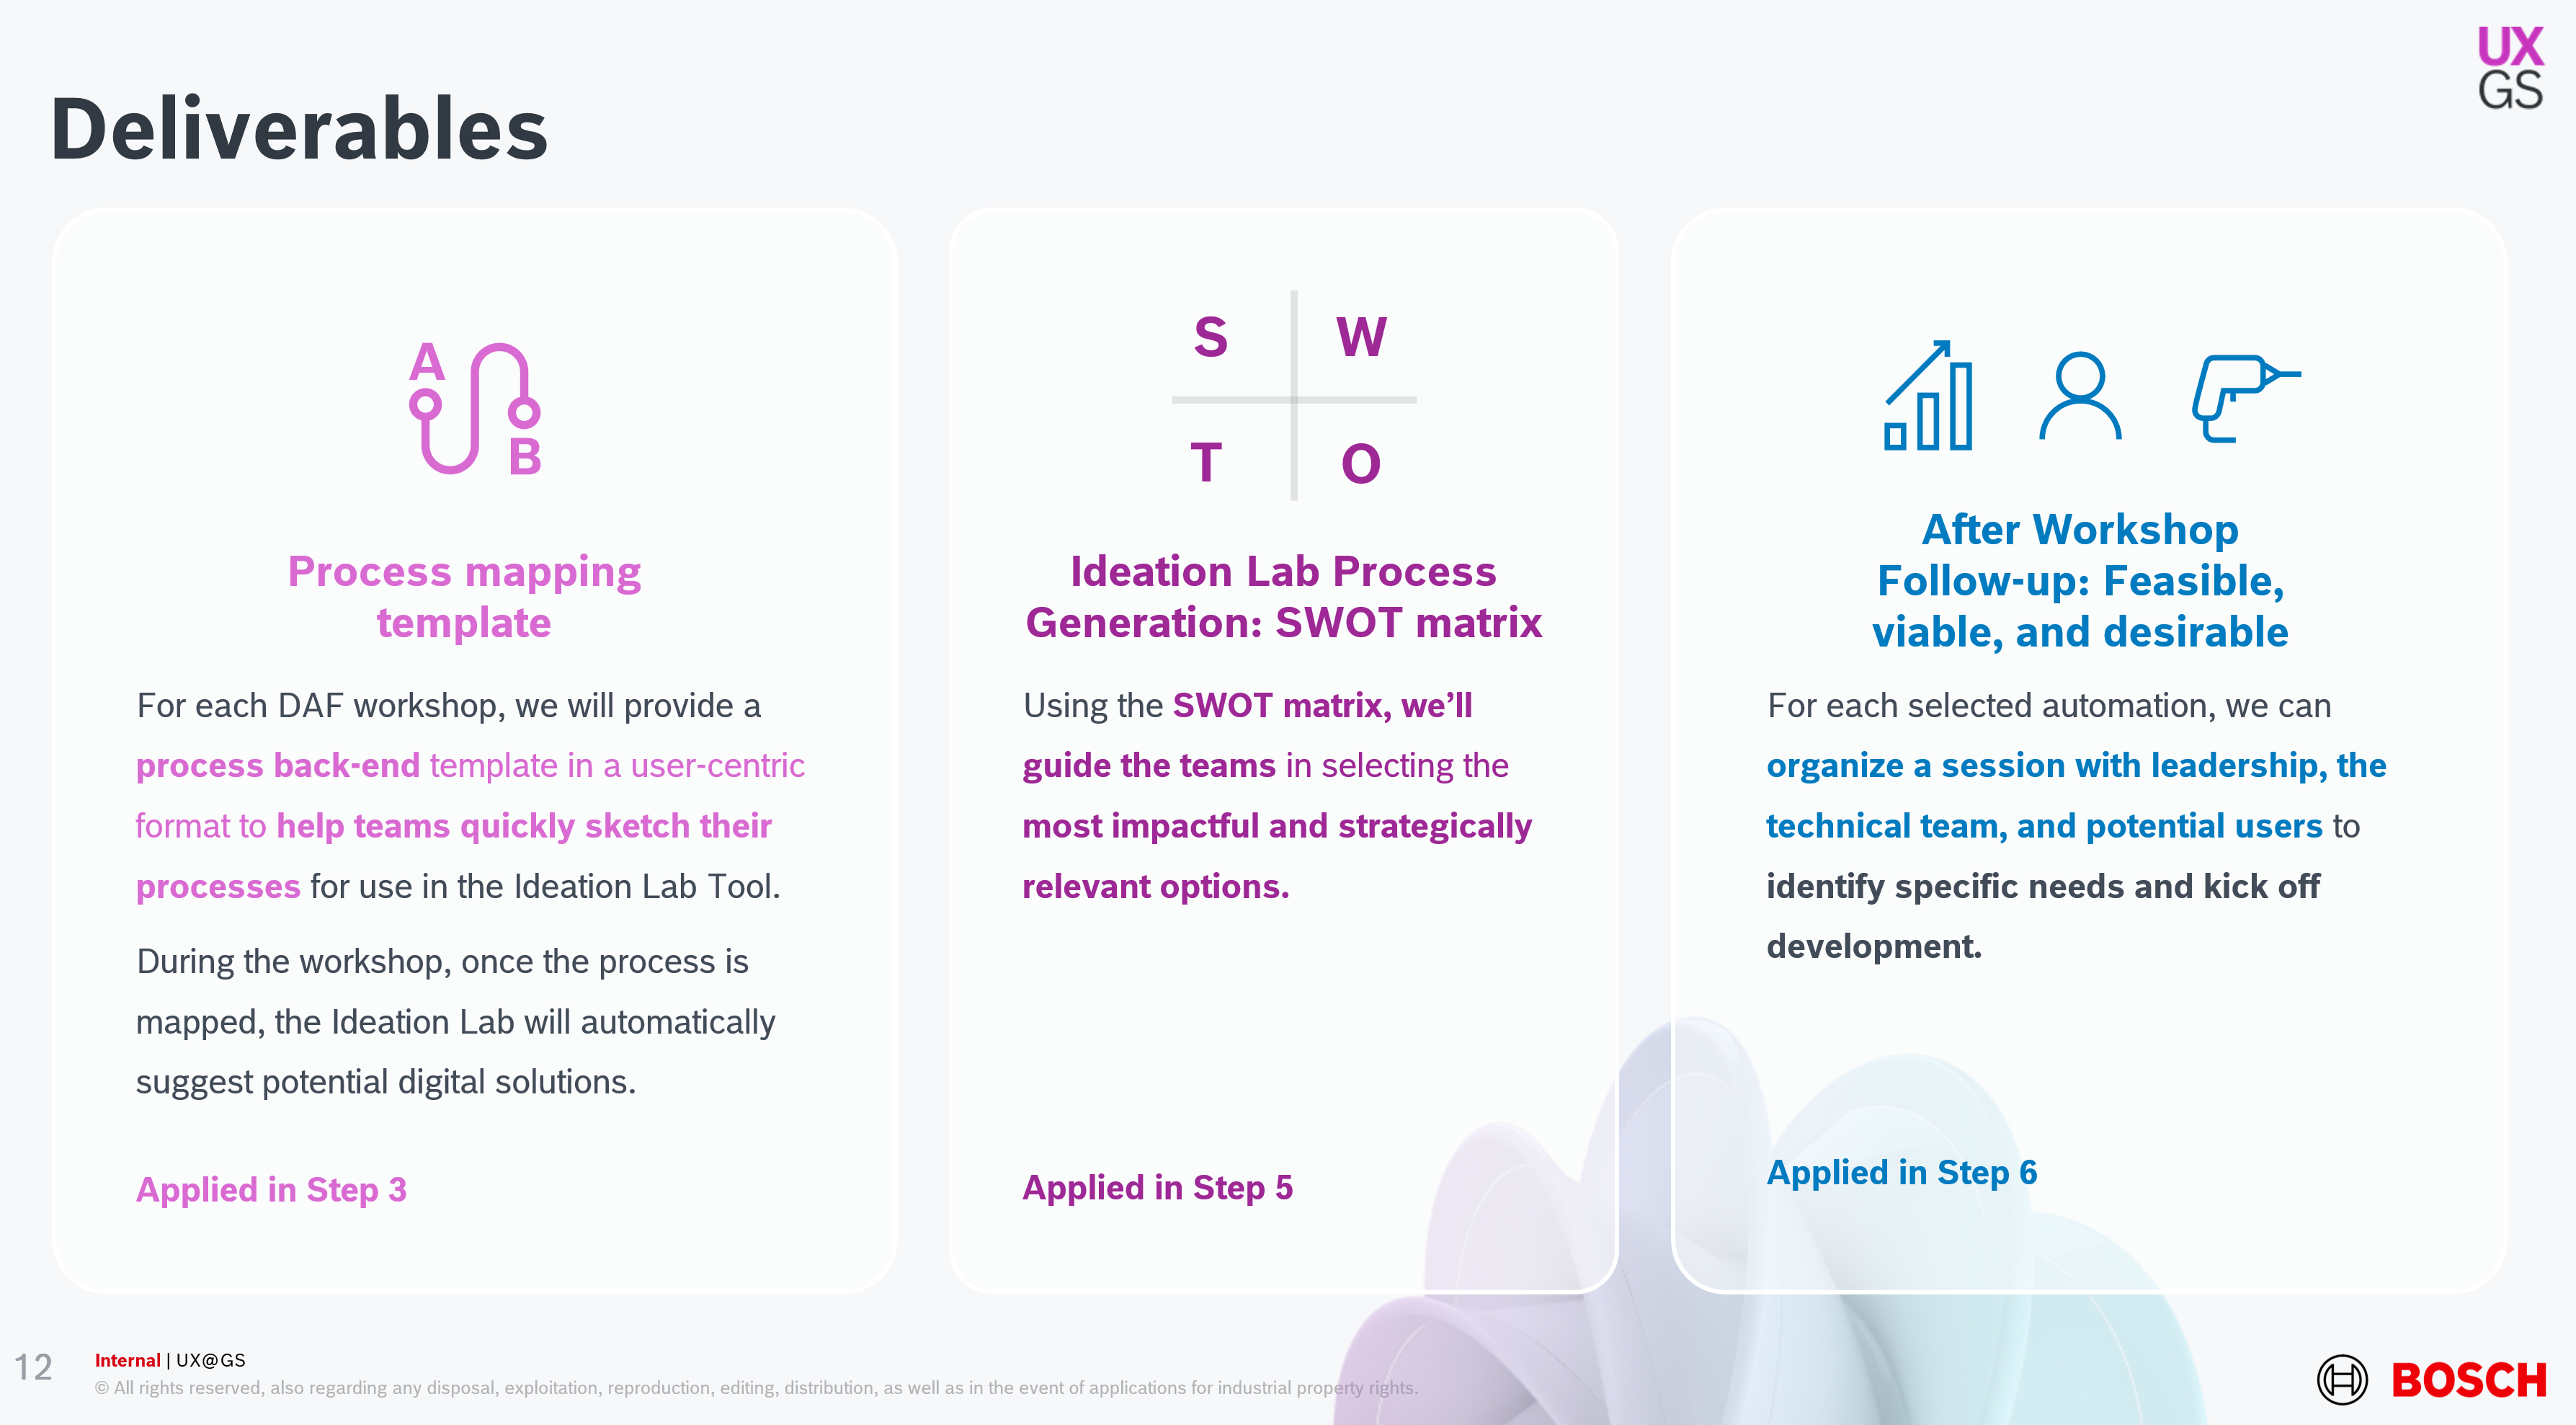 UX
GS
Deliverables
A
B
Process mapping
template
For each DAF workshop, we will provide a
process back-end template in a user-centric
format to help teams quickly sketch their
processes for use in the Ideation Lab Tool.
During the workshop, once the process is
mapped, the Ideation Lab will automatically
suggest potential digital solutions.
Applied in Step 3
S W
T O
Ideation Lab Process
Generation: SWOT matrix
Using the SWOT matrix, we’ll
guide the teams in selecting the
most impactful and strategically
relevant options.
Applied in Step 5
After Workshop
Follow-up: Feasible,
viable, and desirable
For each selected automation, we can
organize a session with leadership, the
technical team, and potential users to
identify specific needs and kick off
development.
Applied in Step 6
12
Internal | UX@GS
© All rights reserved, also regarding any disposal, exploitation, reproduction, editing, distribution, as well as in the event of applications for industrial property rights.
BOSCH